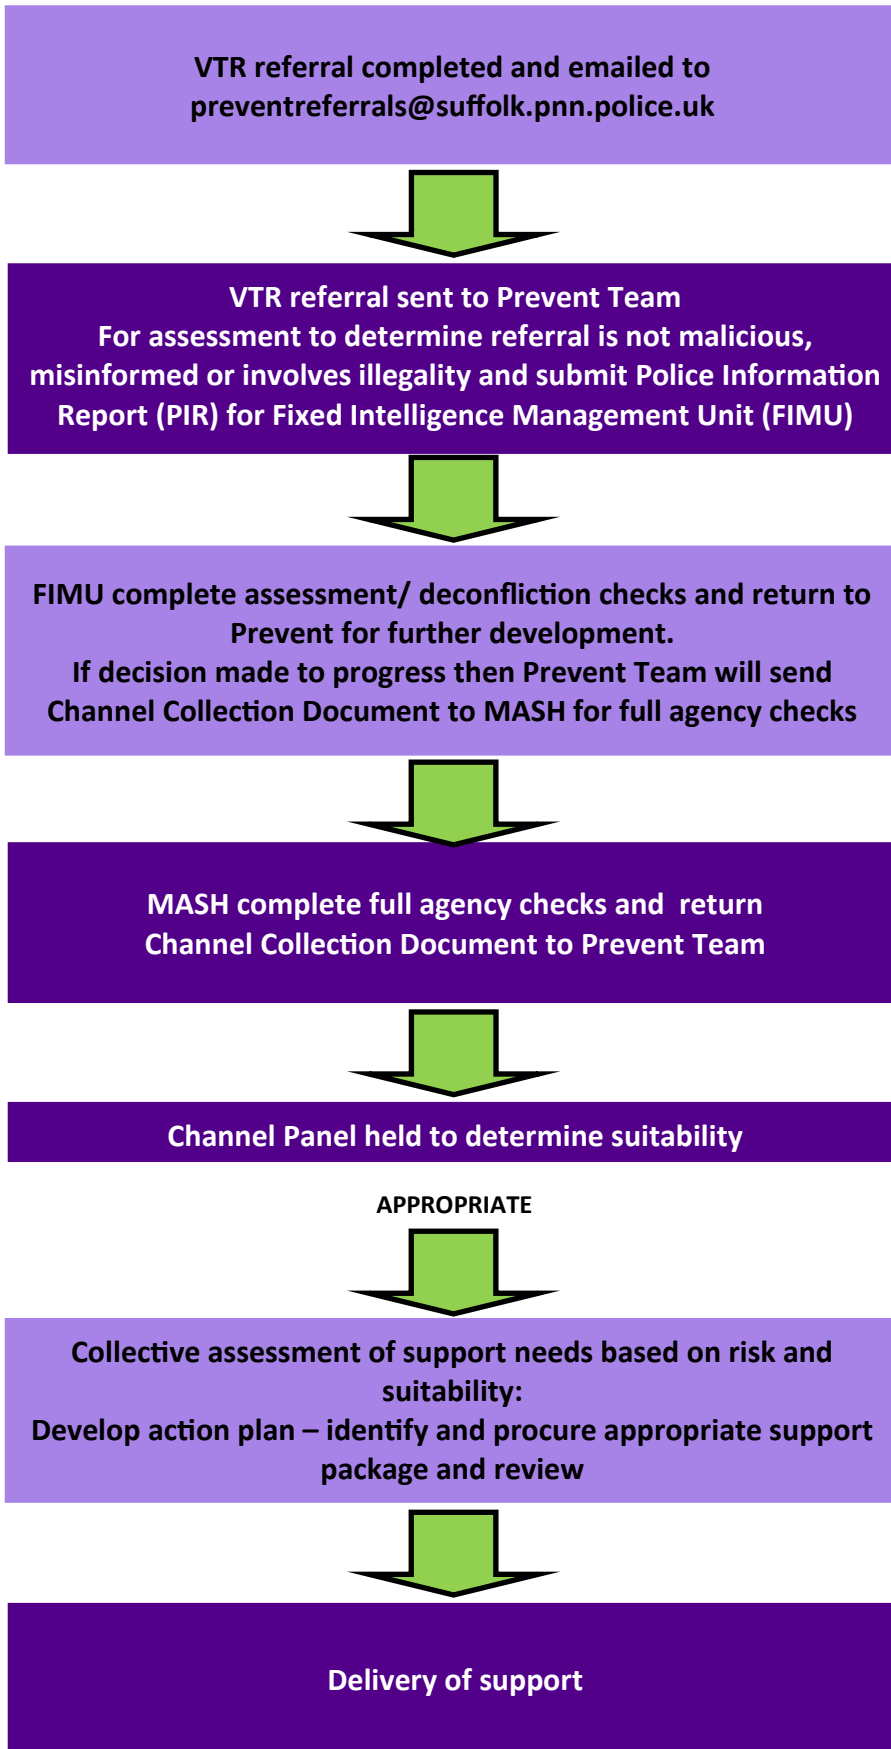 VTR referral completed and emailed to
preventreferrals@suffolk.pnn.police.uk
VTR referral sent to Prevent Team
For assessment to determine referral is not malicious,
misinformed or involves illegality and submit Police Information
Report (PIR) for Fixed Intelligence Management Unit (FIMU)
FIMU complete assessment/ deconfliction checks and return to
Prevent for further development.
If decision made to progress then Prevent Team will send
Channel Collection Document to MASH for full agency checks
MASH complete full agency checks and  return
Channel Collection Document to Prevent Team
Channel Panel held to determine suitability
APPROPRIATE
Collective assessment of support needs based on risk and
suitability:
Develop action plan – identify and procure appropriate support
package and review
Delivery of support